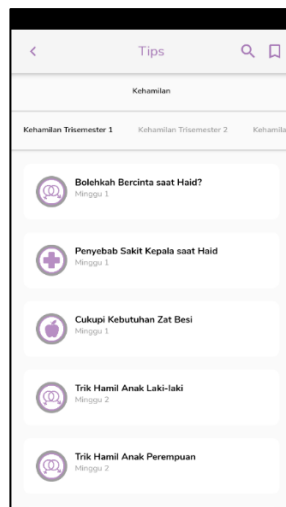 Tips
Kehamilan
Kehamilan Trisemester 1 Kehamilan Trisemester 2 Kehamila
Bolehkah Bercinta saat Haid?
Minggu 1
Penyebab Sakit Kepala saat Haid
Minggu 1
Cukupi Kebutuhan Zat Besi
Minggu 1
Trik Hamil Anak Laki-laki
Minggu 2
Trik Hamil Anak Perempuan
Minggu 2